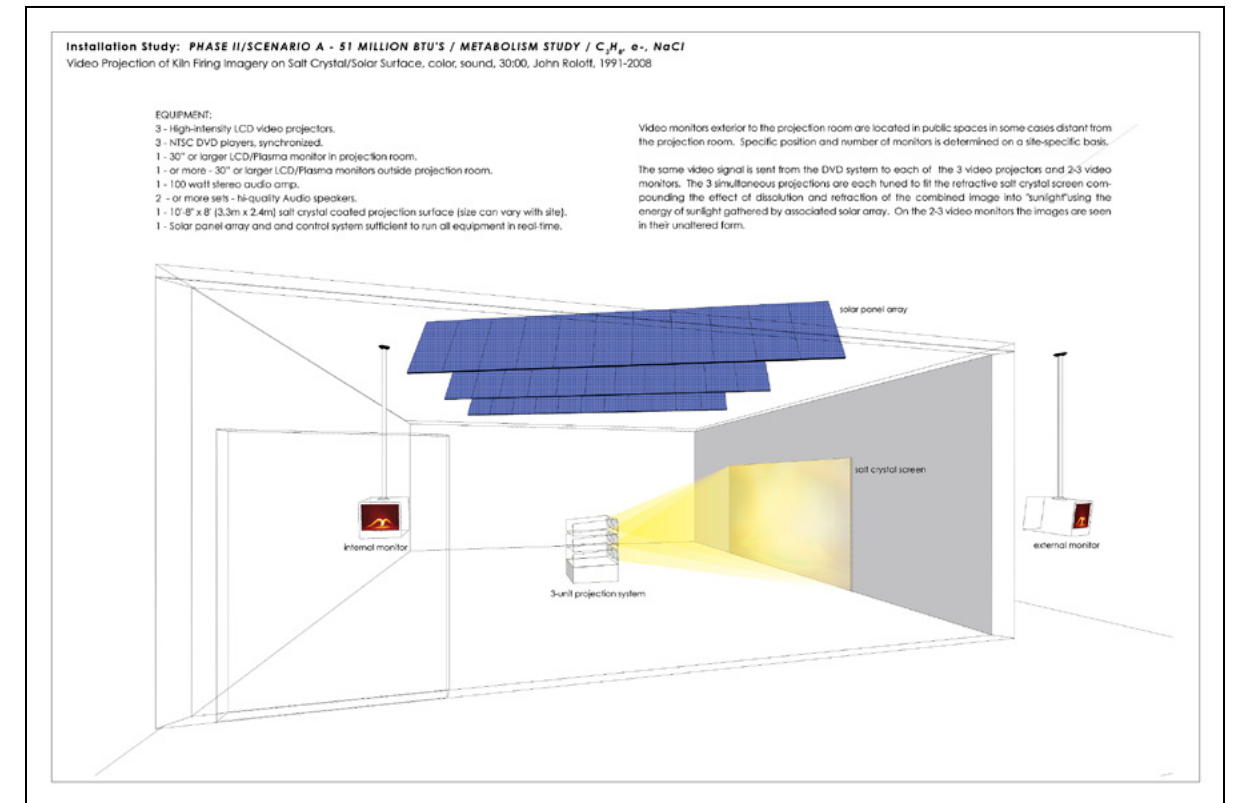 Installation Study:  PHASE II/SCENARIO A - 51 MILLION BTU'S / METABOLISM STUDY / C₃H₈, e-, NaCl
Video Projection of Kiln Firing Imagery on Salt Crystal/Solar Surface, color, sound, 30:00, John Roloff, 1991-2008
EQUIPMENT:
3 - High-intensity LCD video projectors.
3 - NTSC DVD players, synchronized.
1 - 30" or larger LCD/Plasma monitor in projection room.
1 - or more - 30" or larger LCD/Plasma monitors outside projection room.
1 - 100 watt stereo audio amp.
2 - or more sets - hi-quality Audio speakers.
1 - 10'-8" x 8' (3.3m x 2.4m) salt crystal coated projection surface (size can vary with site).
1 - Solar panel array and and control system sufficient to run all equipment in real-time.
Video monitors exterior to the projection room are located in public spaces in some cases distant from
the projection room.  Specific position and number of monitors is determined on a site-specific basis.
The same video signal is sent from the DVD system to each of  the 3 video projectors and 2-3 video
monitors.  The 3 simultaneous projections are each tuned to fit the refractive salt crystal screen com-
pounding the effect of dissolution and refraction of the combined image into "sunlight"using the
energy of sunlight gathered by associated solar array.  On the 2-3 video monitors the images are seen
in their unaltered form.
solar panel array
salt crystal screen
internal monitor
external monitor
3-unit projection system